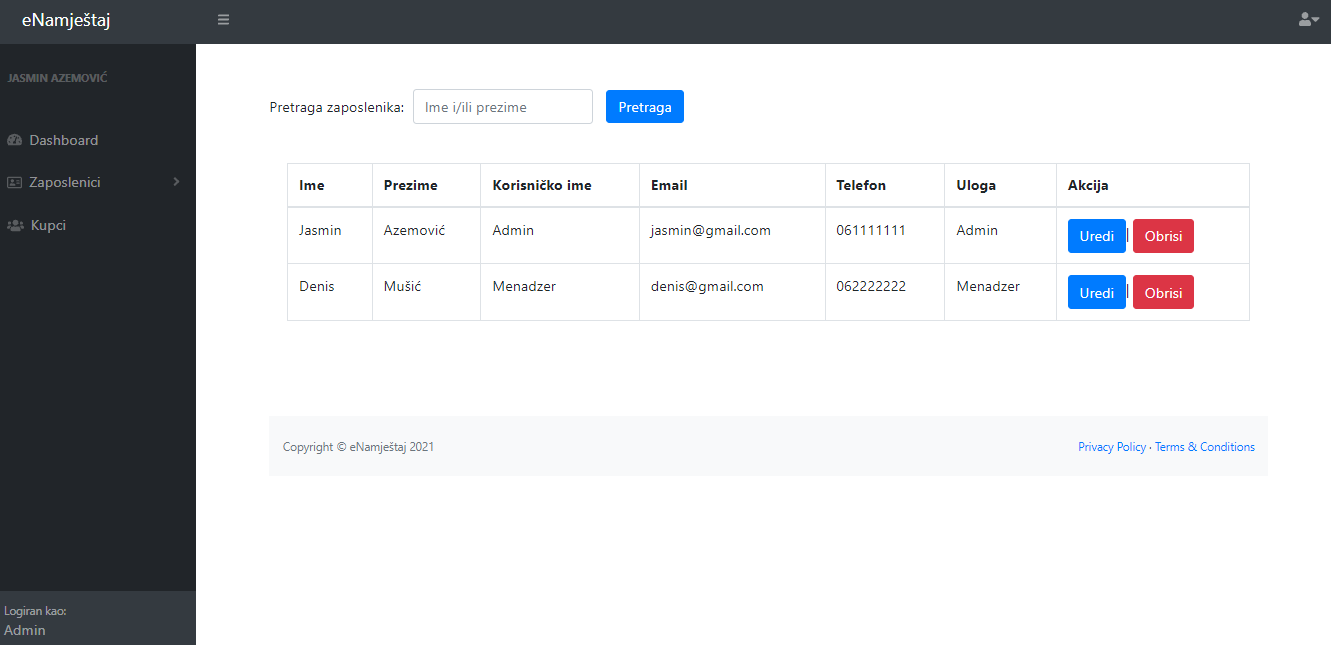 eNamještaj
JASMIN AZEMOVIĆ
Dashboard
Zaposlenici
Kupci
Logiran kao:
Admin
Pretraga zaposlenika: Ime i/ili prezime Pretraga
Ime Prezime Korisničko ime Email Telefon Uloga Akcija
Jasmin Azemović Admin jasmin@gmail.com 061111111 Admin Uredi | Obrisi
Denis Mušić Menadzer denis@gmail.com 062222222 Menadzer Uredi | Obrisi
Copyright © eNamještaj 2021 Privacy Policy · Terms & Conditions